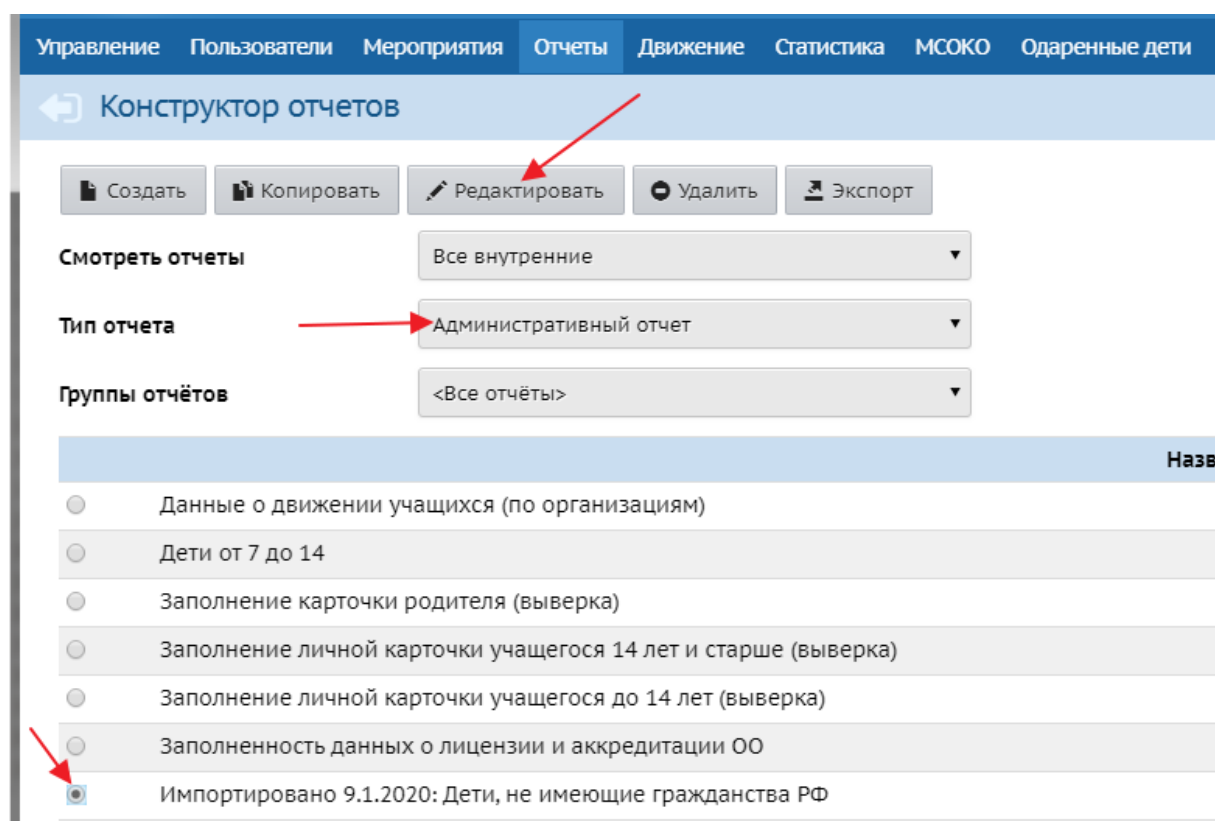 Управление Пользователи Мероприятия Отчеты Движение Статистика МСОКО Одаренные дети
Конструктор отчетов
Создать Копировать Редактировать Удалить Экспорт
Смотреть отчеты Все внутренние
Тип отчета Административный отчет
Группы отчётов <Все отчёты>
Назв
Данные о движении учащихся (по организациям)
Дети от 7 до 14
Заполнение карточки родителя (выверка)
Заполнение личной карточки учащегося 14 лет и старше (выверка)
Заполнение личной карточки учащегося до 14 лет (выверка)
Заполненность данных о лицензии и аккредитации ОО
Импортировано 9.1.2020: Дети, не имеющие гражданства РФ